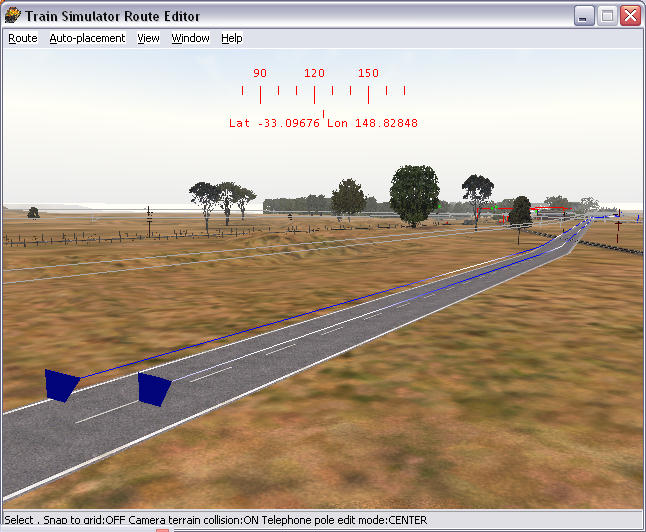 Train Simulator Route Editor
Route Auto-placement View Window Help
90 120 150
Lat -33.09676 Lon 148.82848
Select . Snap to grid:OFF Camera terrain collision:ON Telephone pole edit mode:CENTER